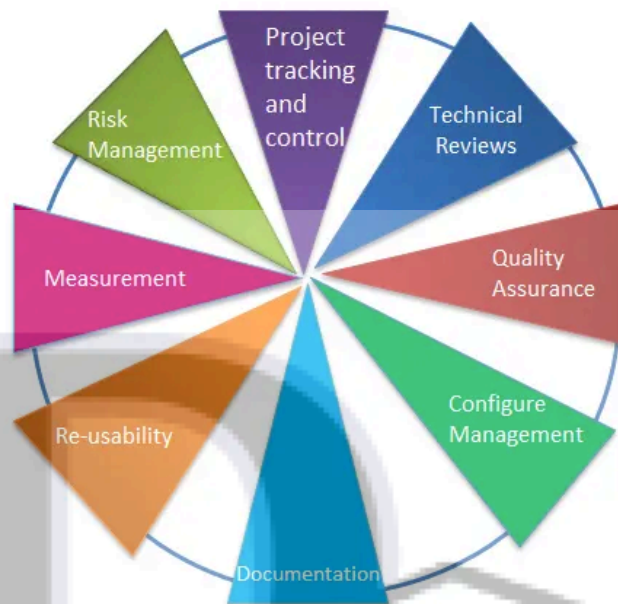 Project
tracking
and
control
Technical
Reviews
Quality
Assurance
Configure
Management
Documentation
Re-usability
Measurement
Risk
Management